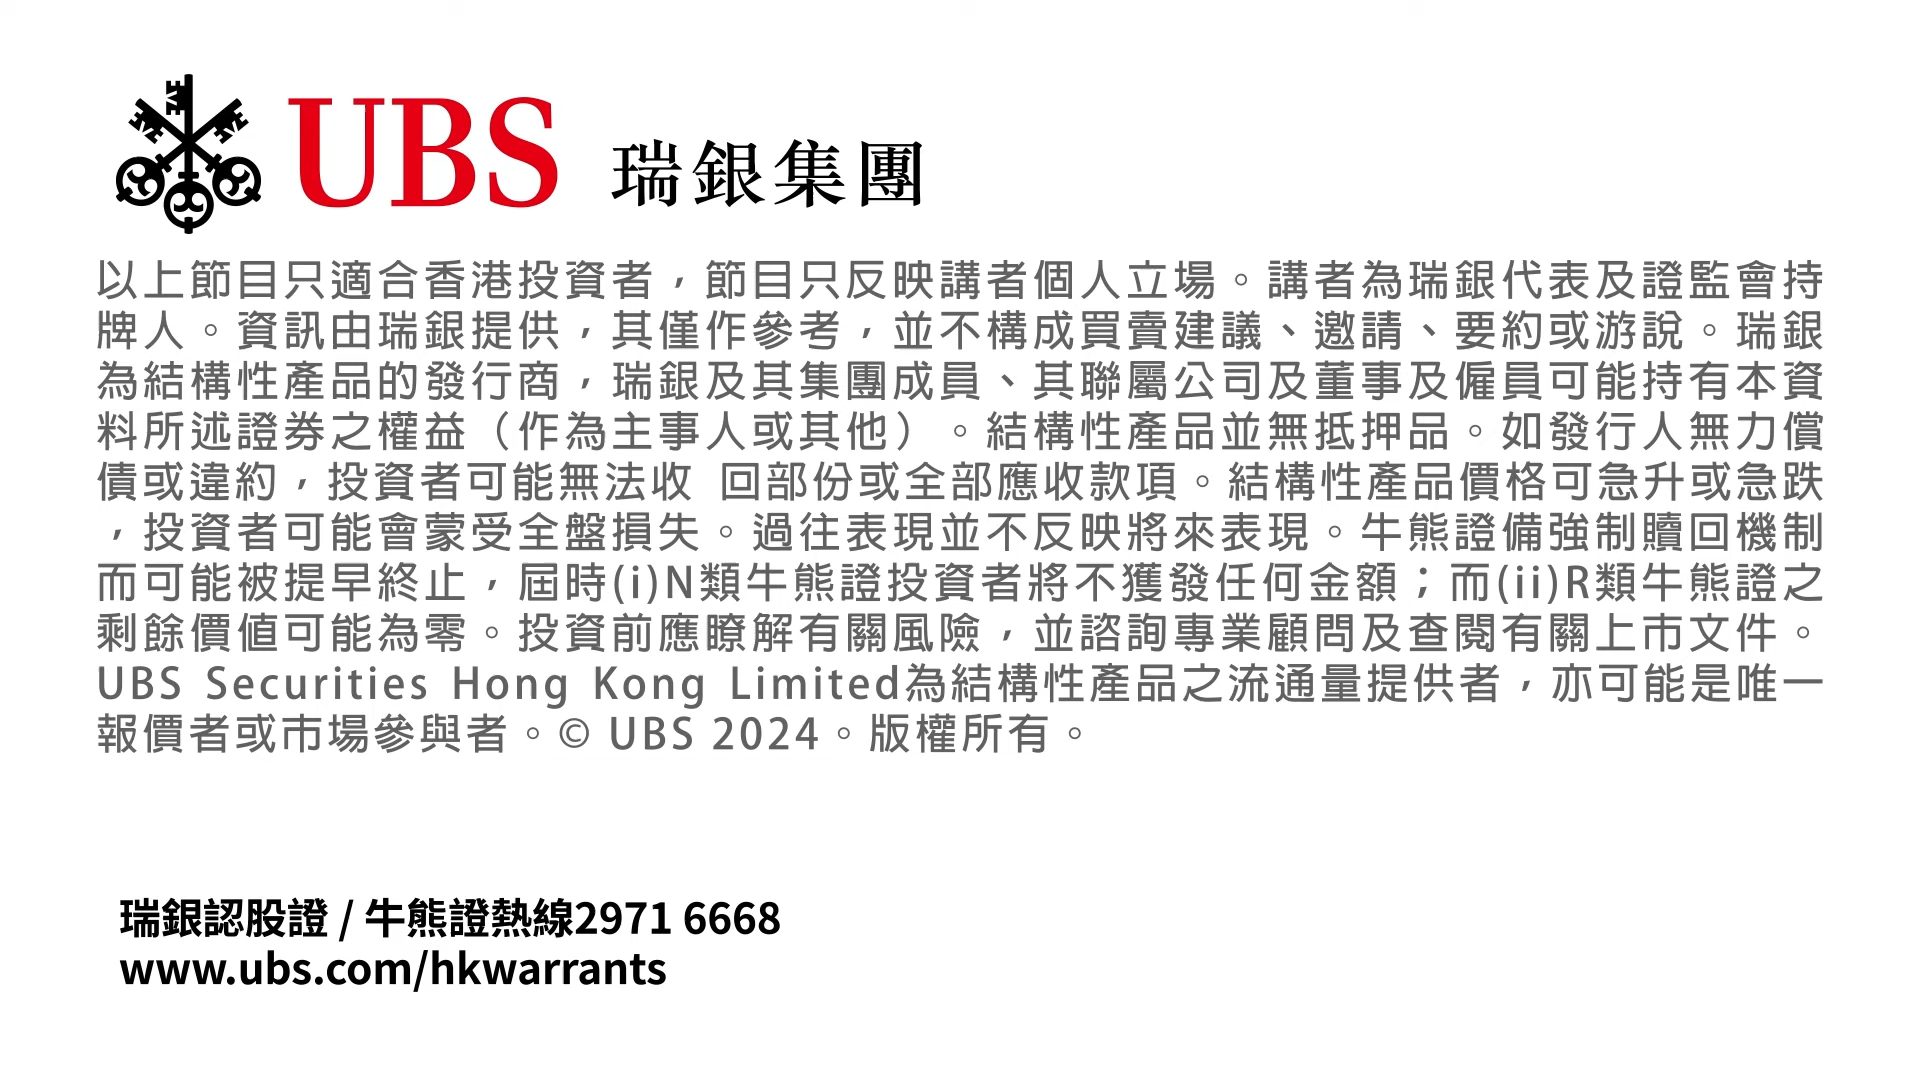 UBS 瑞銀集團
以上節目只適合香港投資者，節目只反映講者個人立場。講者為瑞銀代表及證監會持
牌人。資訊由瑞銀提供，其僅作參考，並不構成買賣建議、邀請、要約或游說。瑞銀
為結構性產品的發行商，瑞銀及其集團成員、其聯屬公司及董事及僱員可能持有本資
料所述證券之權益（作為主事人或其他）。結構性產品並無抵押品。如發行人無力償
債或違約，投資者可能無法收 回部份或全部應收款項。結構性產品價格可急升或急跌
，投資者可能會蒙受全盤損失。過往表現並不反映將來表現。牛熊證備強制贖回機制
而可能被提早終止，屆時(i)N類牛熊證投資者將不獲發任何金額；而(ii)R類牛熊證之
剩餘價值可能為零。投資前應瞭解有關風險，並諮詢專業顧問及查閱有關上市文件。
UBS Securities Hong Kong Limited為結構性產品之流通量提供者，亦可能是唯一
報價者或市場參與者。© UBS 2024。版權所有。
瑞銀認股證 / 牛熊證熱線2971 6668
www.ubs.com/hkwarrants